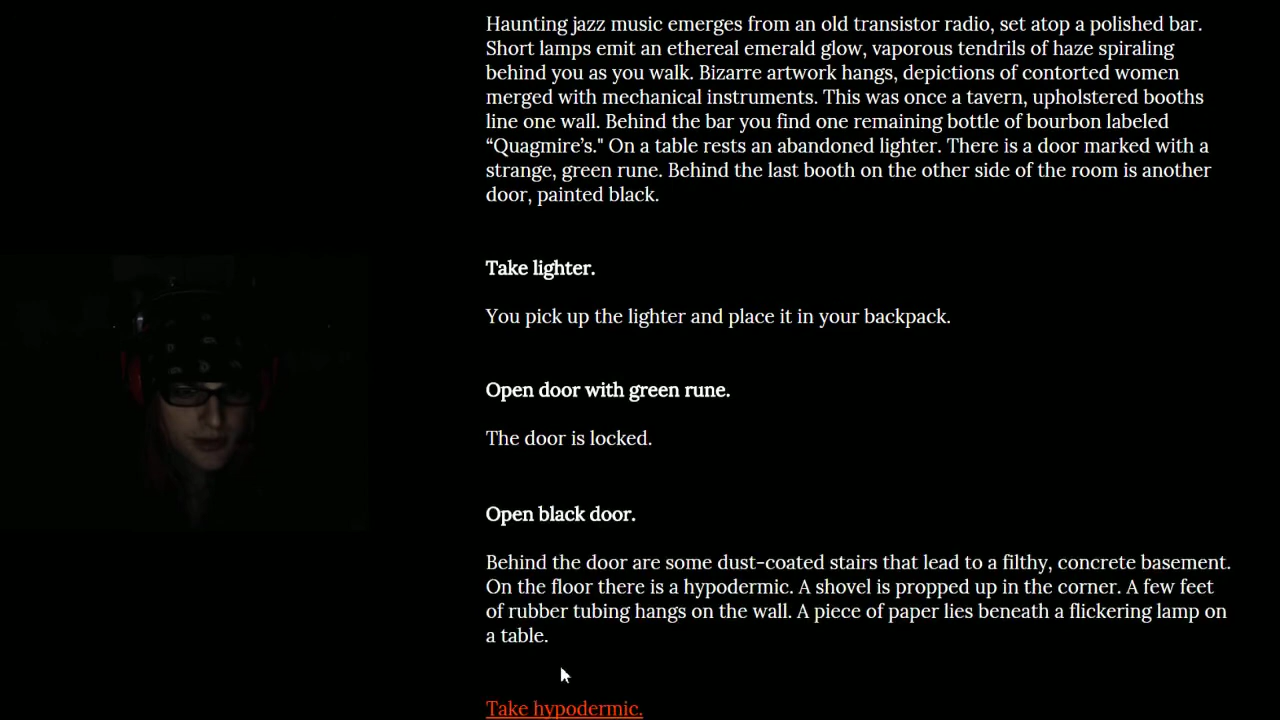 Haunting jazz music emerges from an old transistor radio, set atop a polished bar.
Short lamps emit an ethereal emerald glow, vaporous tendrils of haze spiraling
behind you as you walk. Bizarre artwork hangs, depictions of contorted women
merged with mechanical instruments. This was once a tavern, upholstered booths
line one wall. Behind the bar you find one remaining bottle of bourbon labeled
“Quagmire’s." On a table rests an abandoned lighter. There is a door marked with a
strange, green rune. Behind the last booth on the other side of the room is another
door, painted black.
Take lighter.
You pick up the lighter and place it in your backpack.
Open door with green rune.
The door is locked.
Open black door.
Behind the door are some dust-coated stairs that lead to a filthy, concrete basement.
On the floor there is a hypodermic. A shovel is propped up in the corner. A few feet
of rubber tubing hangs on the wall. A piece of paper lies beneath a flickering lamp on
a table.
Take hypodermic.